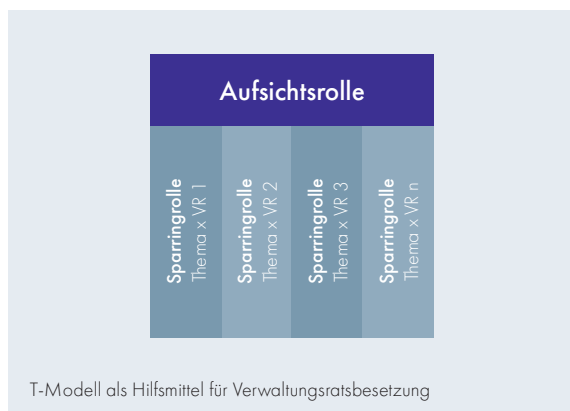 Aufsichtsrolle
Sparringrolle
Thema x VR 1
Sparringrolle
Thema x VR 2
Sparringrolle
Thema x VR 3
Sparringrolle
Thema x VR n
T-Modell als Hilfsmittel für Verwaltungsratsbesetzung